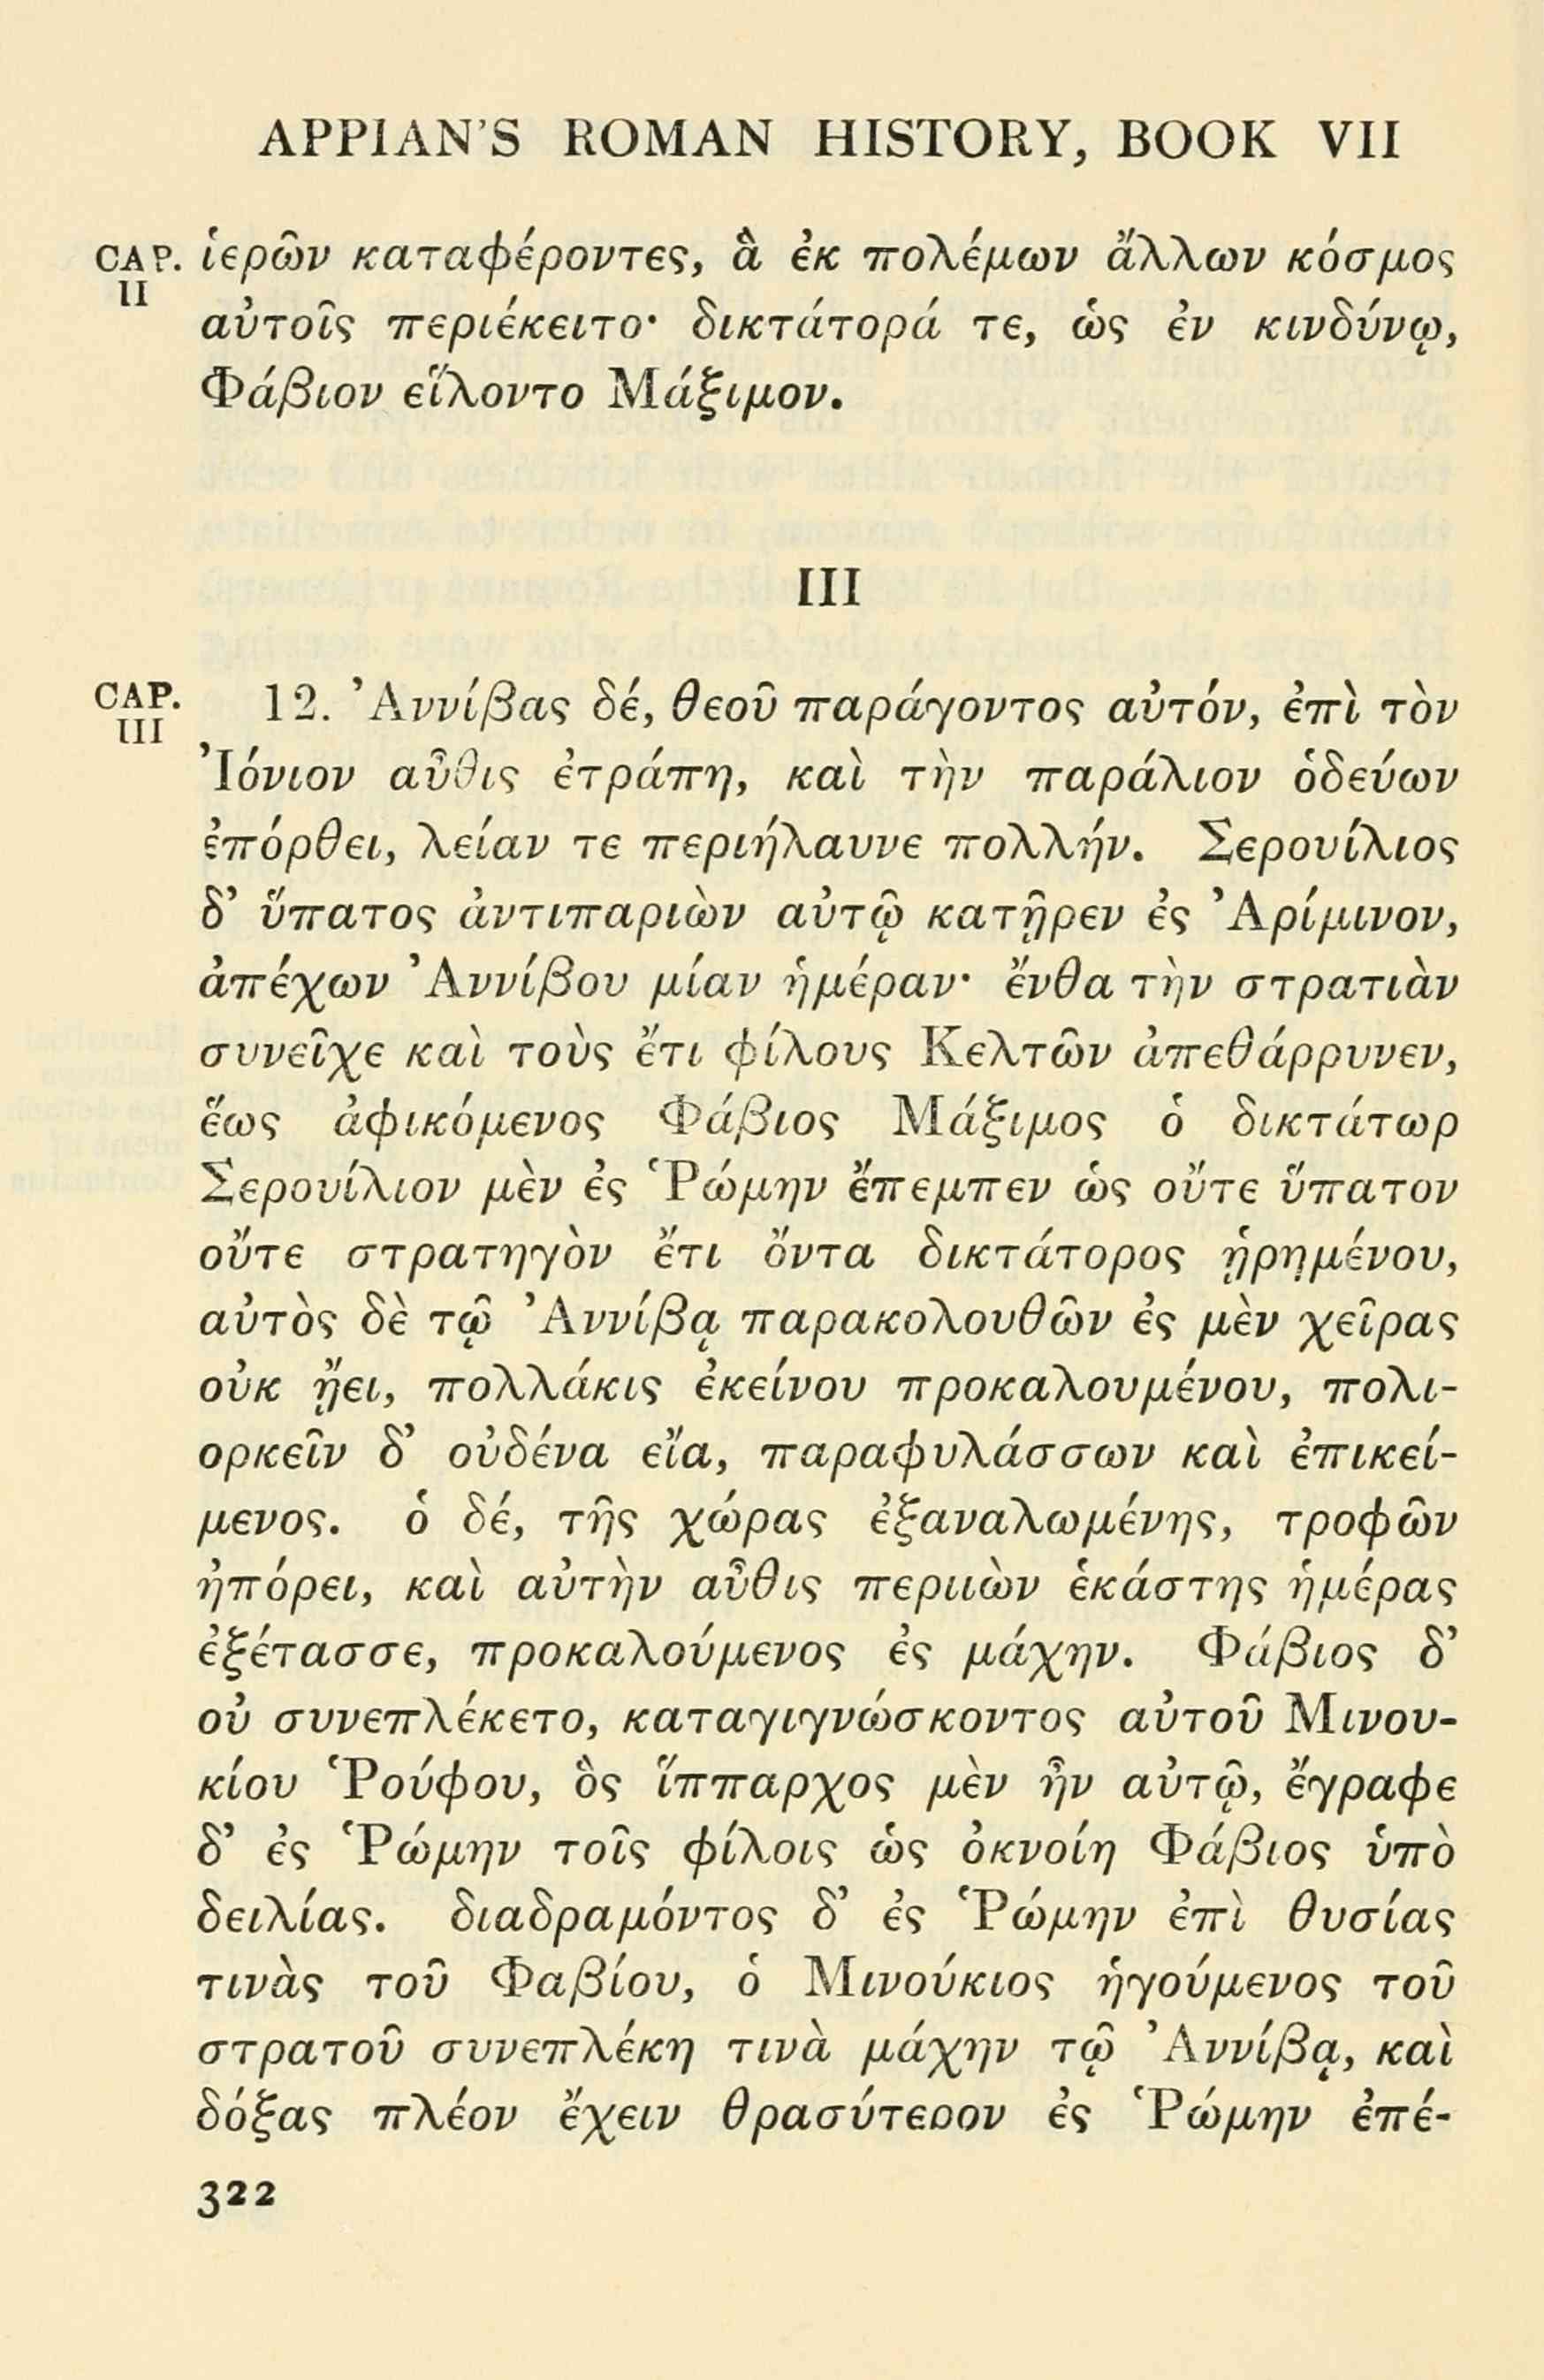 APPIAN'S ROMAN HISTORY, BOOK VII
CAP. II ἱερῶν καταφέροντες, ἃ ἐκ πολέμων ἄλλων κόσμος
αὐτοῖς περιέκειτο· δικτάτορά τε, ὡς ἐν κινδύνῳ,
Φάβιον εἵλοντο Μάξιμον.
III
CAP. III 12. Ἀννίβας δέ, θεοῦ παράγοντος αὐτόν, ἐπὶ τὸν
Ἰόνιον αὖθις ἐτράπη, καὶ τὴν παράλιον ὁδεύων
ἐπόρθει, λείαν τε περιήλαυνε πολλήν. Σερουίλιος
δ' ὕπατος ἀντιπαριὼν αὐτῷ κατῇρεν ἐς Ἀρίμινον,
ἀπέχων Ἀννίβου μίαν ἡμέραν· ἔνθα τὴν στρατιὰν
συνεῖχε καὶ τοὺς ἔτι φίλους Κελτῶν ἀπεθάρρυνεν,
ἕως ἀφικόμενος Φάβιος Μάξιμος ὁ δικτάτωρ
Σερουίλιον μὲν ἐς Ῥώμην ἔπεμπεν ὡς οὔτε ὕπατον
οὔτε στρατηγὸν ἔτι ὄντα δικτάτορος ᾑρημένου,
αὐτὸς δὲ τῷ Ἀννίβᾳ παρακολουθῶν ἐς μὲν χεῖρας
οὐκ ᾔει, πολλάκις ἐκείνου προκαλουμένου, πολι-
ορκεῖν δ' οὐδένα εἴα, παραφυλάσσων καὶ ἐπικεί-
μενος. ὁ δέ, τῆς χώρας ἐξαναλωμένης, τροφῶν
ἠπόρει, καὶ αὐτὴν αὖθις περιιὼν ἑκάστης ἡμέρας
ἐξέτασσε, προκαλούμενος ἐς μάχην. Φάβιος δ'
οὐ συνεπλέκετο, καταγιγνώσκοντος αὐτοῦ Μινου-
κίου Ῥούφου, ὃς ἵππαρχος μὲν ἦν αὐτῷ, ἔγραφε
δ' ἐς Ῥώμην τοῖς φίλοις ὡς ὀκνοίη Φάβιος ὑπὸ
δειλίας. διαδραμόντος δ' ἐς Ῥώμην ἐπὶ θυσίας
τινὰς τοῦ Φαβίου, ὁ Μινούκιος ἡγούμενος τοῦ
στρατοῦ συνεπλέκη τινὰ μάχην τῷ Ἀννίβᾳ, καὶ
δόξας πλέον ἔχειν θρασύτερον ἐς Ῥώμην ἐπέ-
322